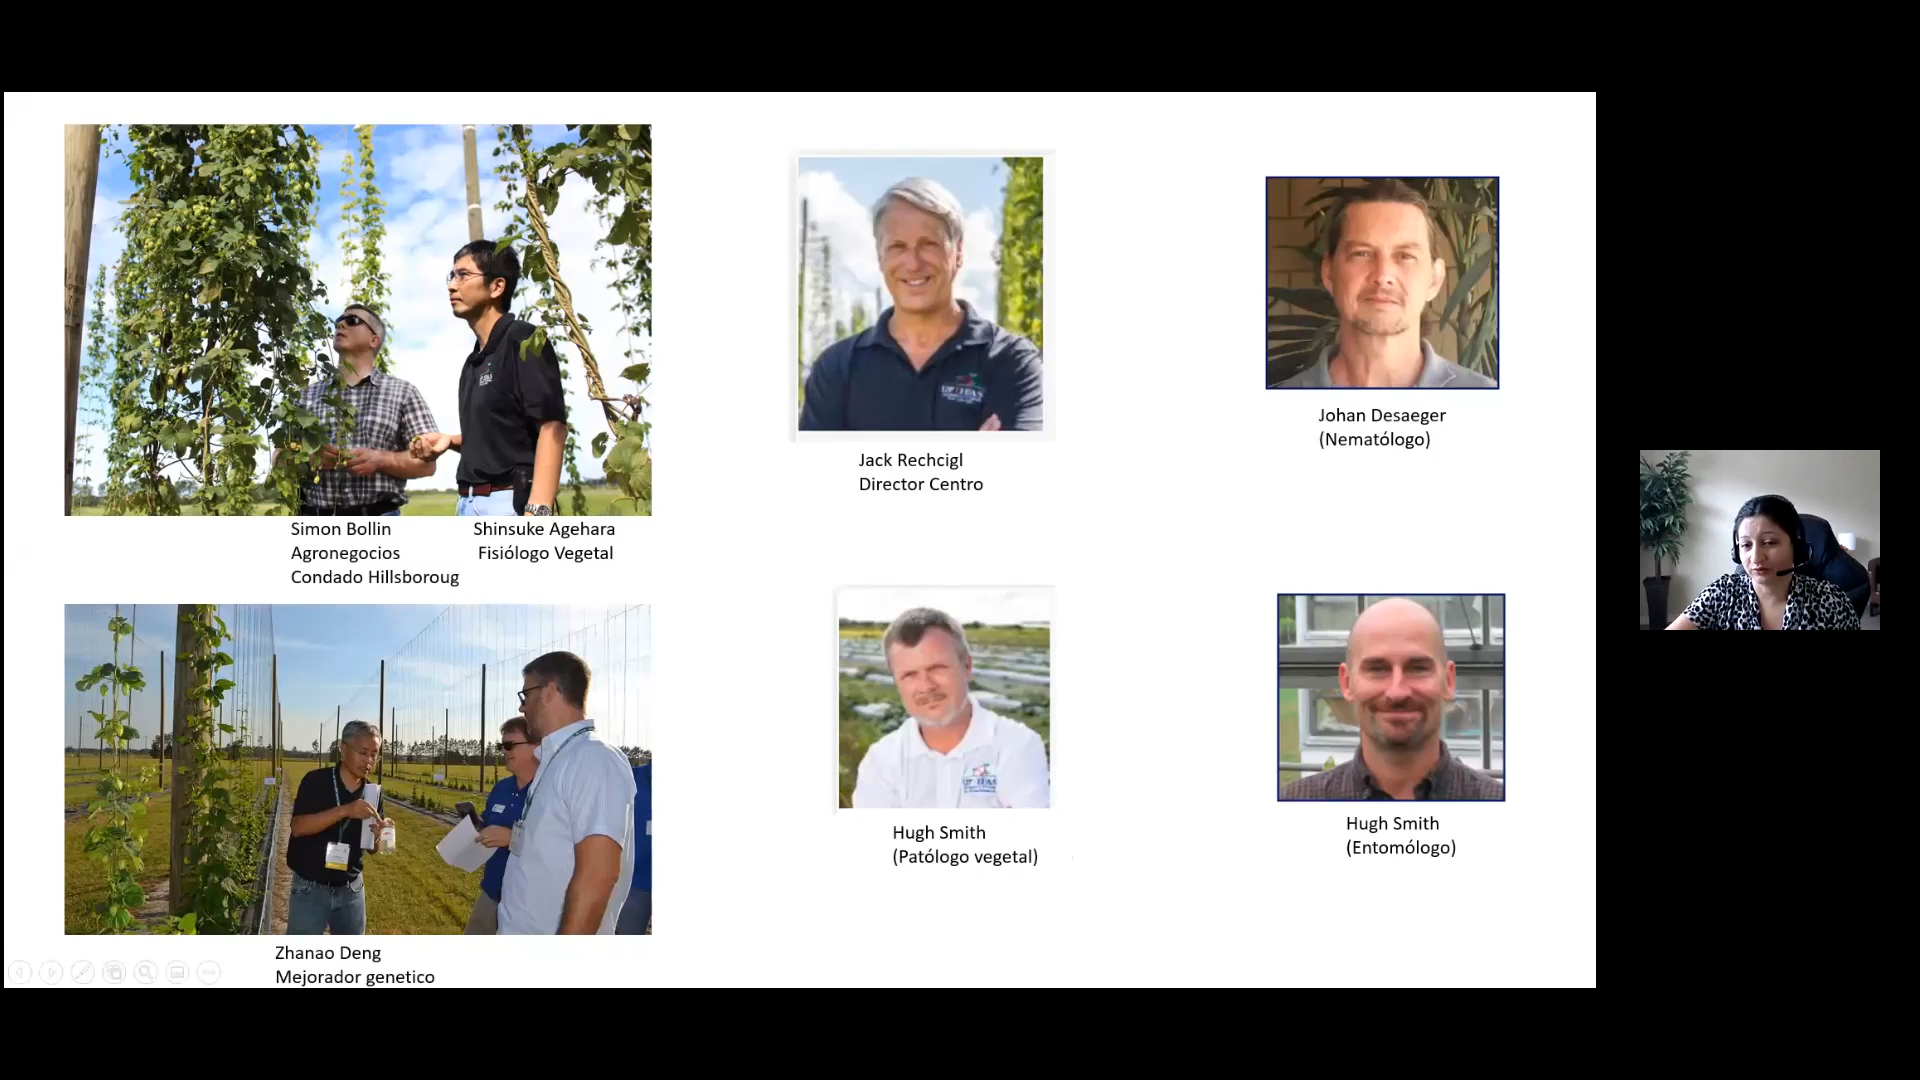 Simon Bollin
Agronegocios
Condado Hillsboroug
Shinsuke Agehara
Fisiólogo Vegetal
Zhanao Deng
Mejorador genetico
Jack Rechcigl
Director Centro
Hugh Smith
(Patólogo vegetal)
Johan Desaeger
(Nematólogo)
Hugh Smith
(Entomólogo)